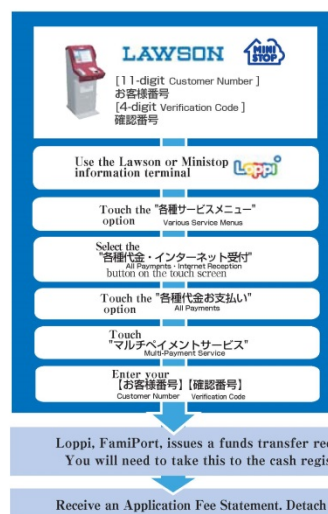 LAWSON MINI STOP
[11-digit Customer Number]
お客様番号
[4-digit Verification Code]
確認番号
Use the Lawson or Ministop
information terminal Loppi
Touch the "各種サービスメニュー"
option Various Service Menus
Select the
"各種代金・インターネット受付"
All Payments・Internet Reception
button on the touch screen
Touch the "各種代金お支払い"
option All Payments
Touch
"マルチペイメントサービス"
Multi-Payment Service
Enter your
【お客様番号】【確認番号】
Customer Number Verification Code
Loppi, FamiPort, issues a funds transfer re
You will need to take this to the cash regis
Receive an Application Fee Statement. Detach